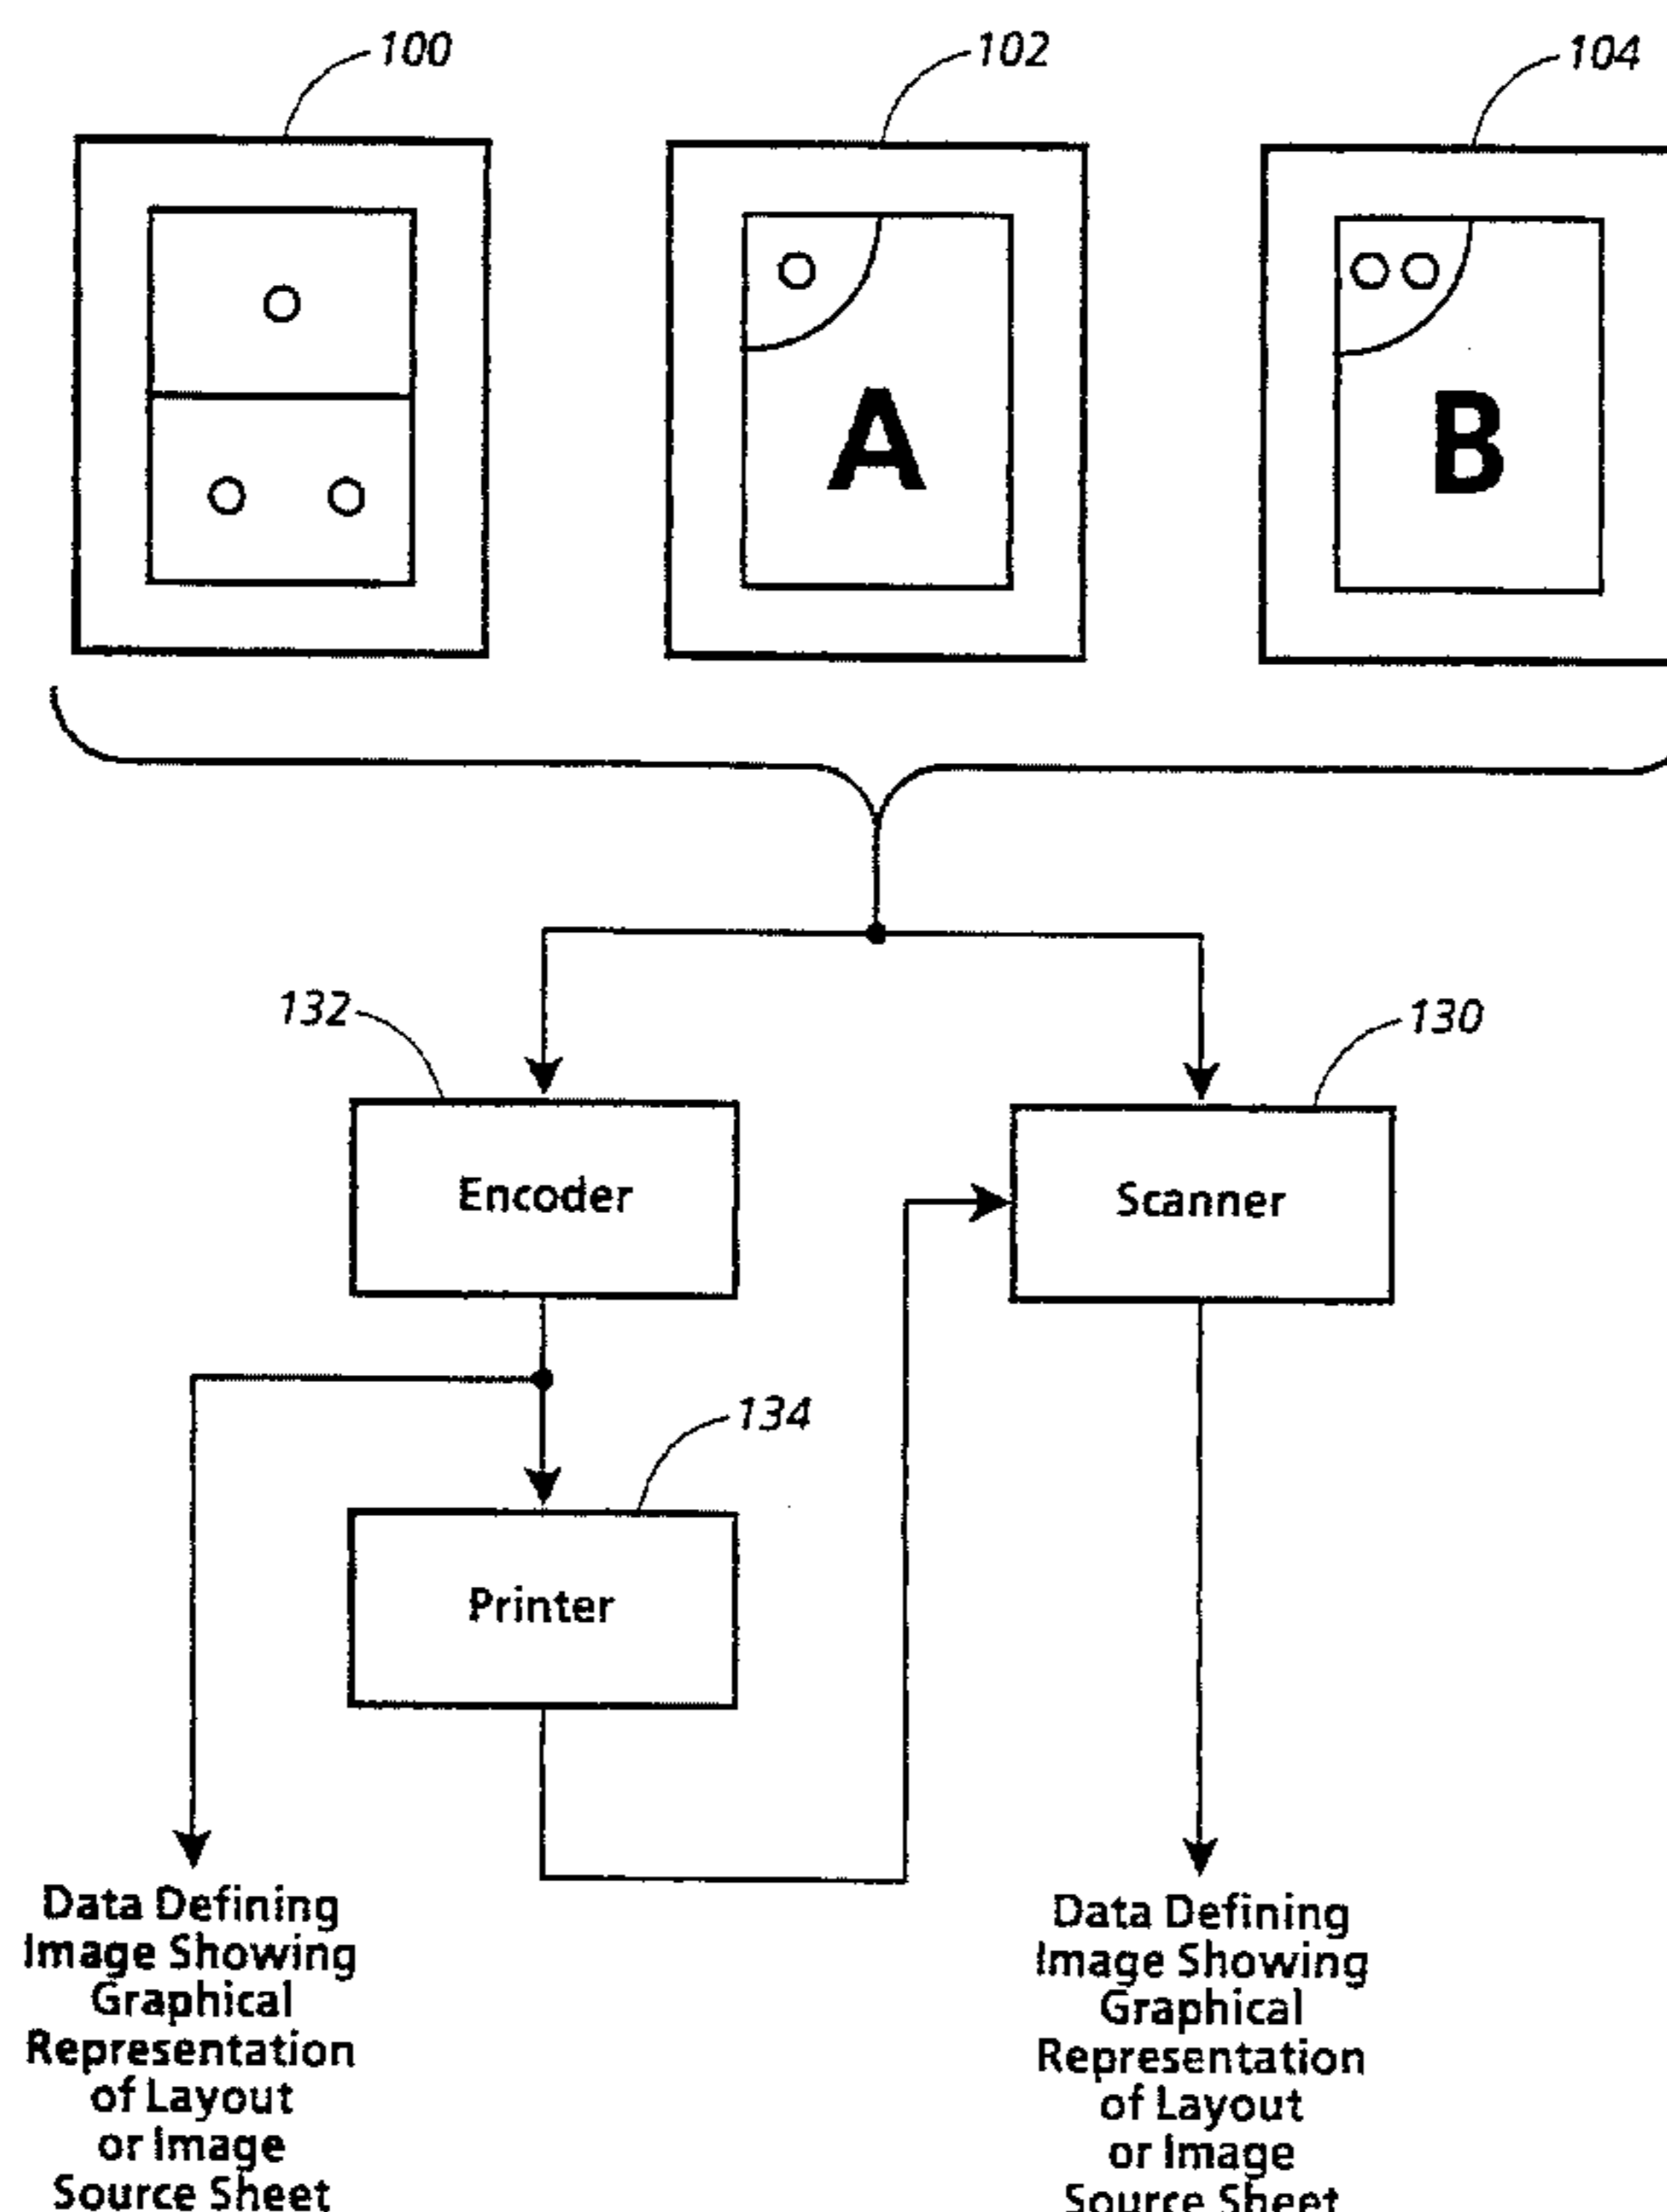 100
102
104
A
B
132
130
Encoder
Scanner
134
Printer
Data Defining
Image Showing
Graphical
Representation
of Layout
or Image
Source Sheet
Data Defining
Image Showing
Graphical
Representation
of Layout
or Image
Source Sheet